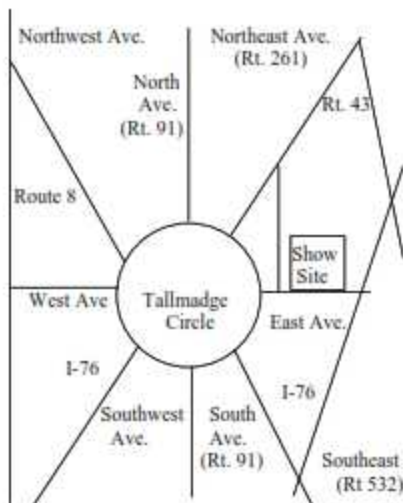 Northwest Ave.
Northeast Ave.
(Rt. 261)
North
Ave.
(Rt. 91)
Rt. 43
Route 8
Show
Site
West Ave
Tallmadge
Circle
East Ave.
I-76
I-76
Southwest
Ave.
South
Ave.
(Rt. 91)
Southeast
(Rt 532)